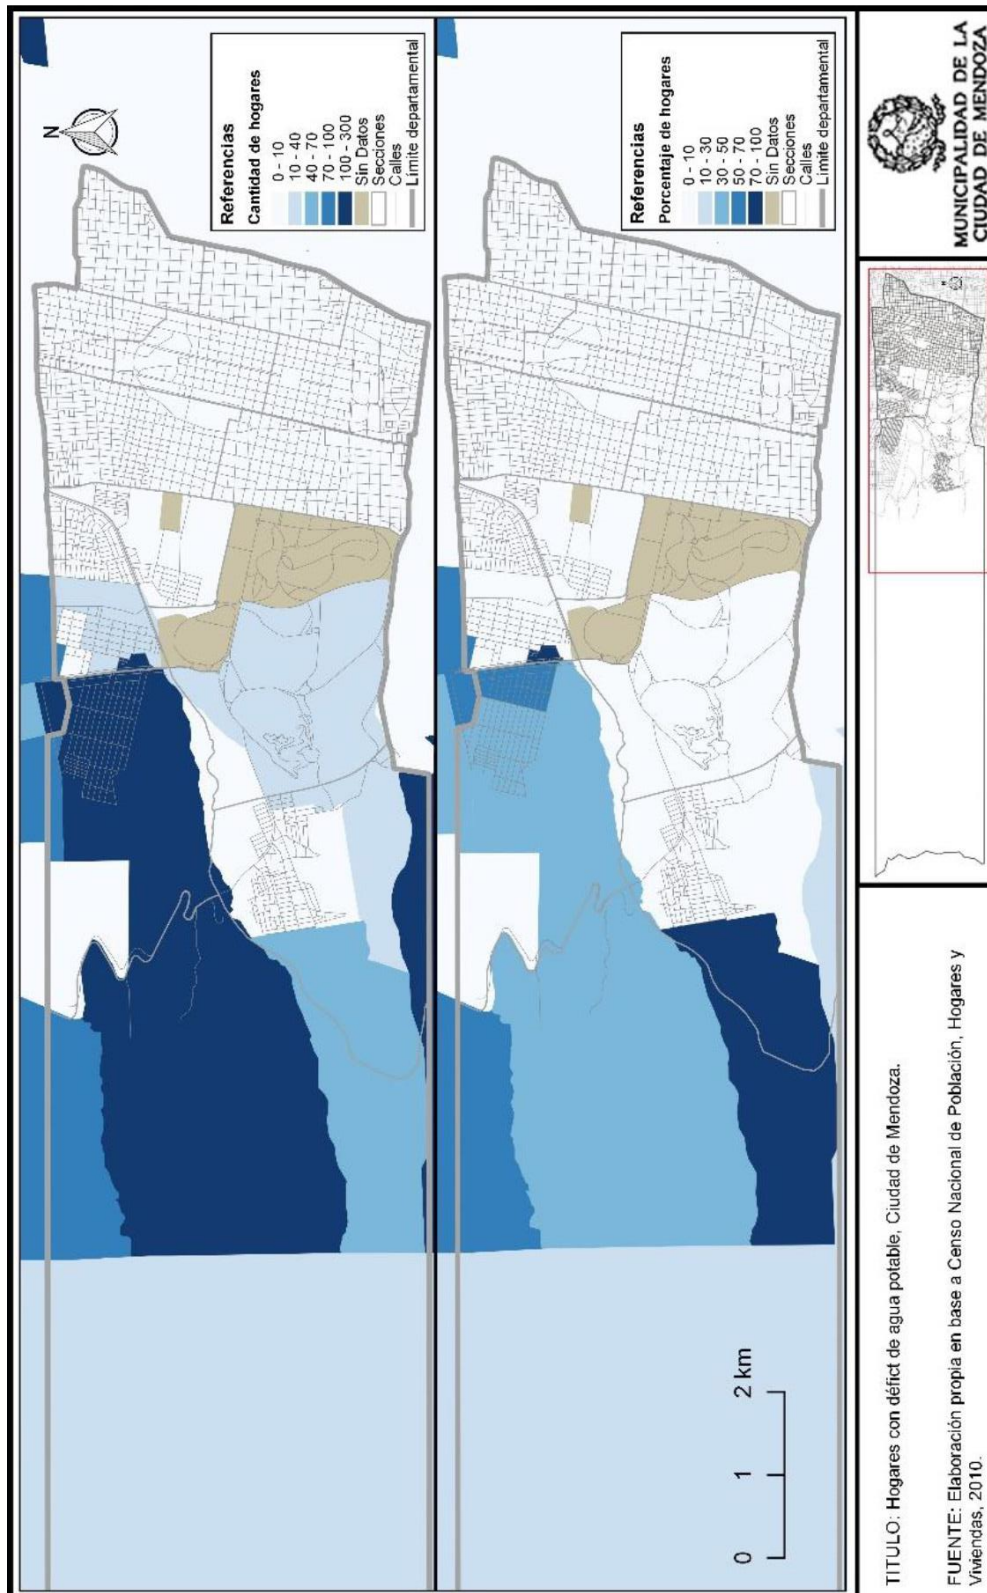 N
Referencias
Cantidad de hogares
0 - 10
10 - 40
40 - 70
70 - 100
100 - 300
Sin Datos
Secciones
Calles
Límite departamental
Referencias
Porcentaje de hogares
0 - 10
10 - 30
30 - 50
50 - 70
70 - 100
Sin Datos
Secciones
Calles
Límite departamental
0 1 2 km
MUNICIPALIDAD DE LA
CIUDAD DE MENDOZA
TITULO: Hogares con défict de agua potable, Ciudad de Mendoza.
FUENTE: Elaboración propia en base a Censo Nacional de Población, Hogares y
Viviendas, 2010.